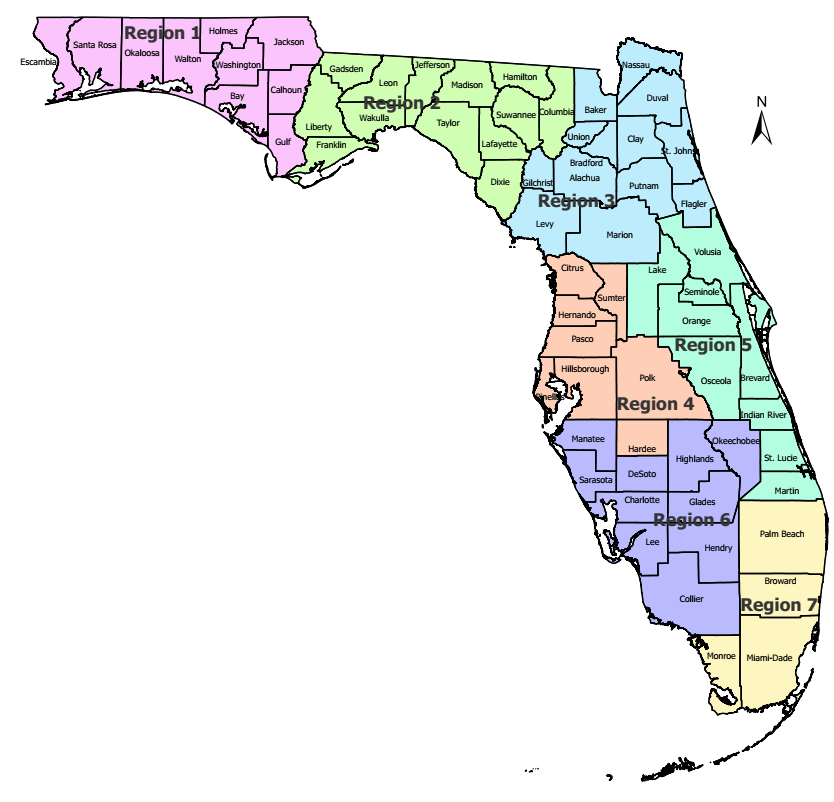 Region 1
Holmes
Santa Rosa
Okaloosa
Jackson
Escambia
Walton
Washington
Bay
Calhoun
Gulf
Gadsden
Jefferson
Leon
Madison
Hamilton
Region 2
Wakulla
Taylor
Suwannee
Columbia
Liberty
Franklin
Lafayette
Dixie
N
Nassau
Duval
Baker
Union
Clay
St. Johns
Bradford
Alachua
Gilchrist
Putnam
Region 3
Flagler
Levy
Marion
Volusia
Lake
Citrus
Sumter
Seminole
Hernando
Orange
Pasco
Region 5
Hillsborough
Polk
Osceola
Brevard
Pinellas
Region 4
Indian River
Manatee
Hardee
Okeechobee
Highlands
St. Lucie
Sarasota
DeSoto
Martin
Charlotte
Glades
Region 6
Palm Beach
Lee
Hendry
Broward
Collier
Region 7
Monroe
Miami-Dade